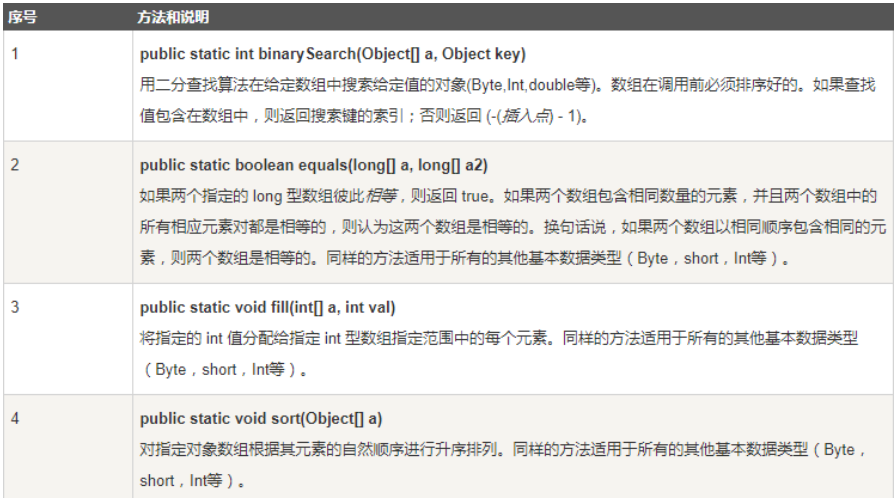 序号 方法和说明
1 public static int binarySearch(Object[] a, Object key)
用二分查找算法在给定数组中搜索给定值的对象(Byte,Int,double等)。数组在调用前必须排序好的。如果查找
值包含在数组中，则返回搜索键的索引；否则返回 (-(插入点) - 1)。
2 public static boolean equals(long[] a, long[] a2)
如果两个指定的 long 型数组彼此相等，则返回 true。如果两个数组包含相同数量的元素，并且两个数组中的
所有相应元素对都是相等的，则认为这两个数组是相等的。换句话说，如果两个数组以相同顺序包含相同的元
素，则两个数组是相等的。同样的方法适用于所有的其他基本数据类型（Byte，short，Int等）。
3 public static void fill(int[] a, int val)
将指定的 int 值分配给指定 int 型数组指定范围中的每个元素。同样的方法适用于所有的其他基本数据类型
（Byte，short，Int等）。
4 public static void sort(Object[] a)
对指定对象数组根据其元素的自然顺序进行升序排列。同样的方法适用于所有的其他基本数据类型（Byte，
short，Int等）。